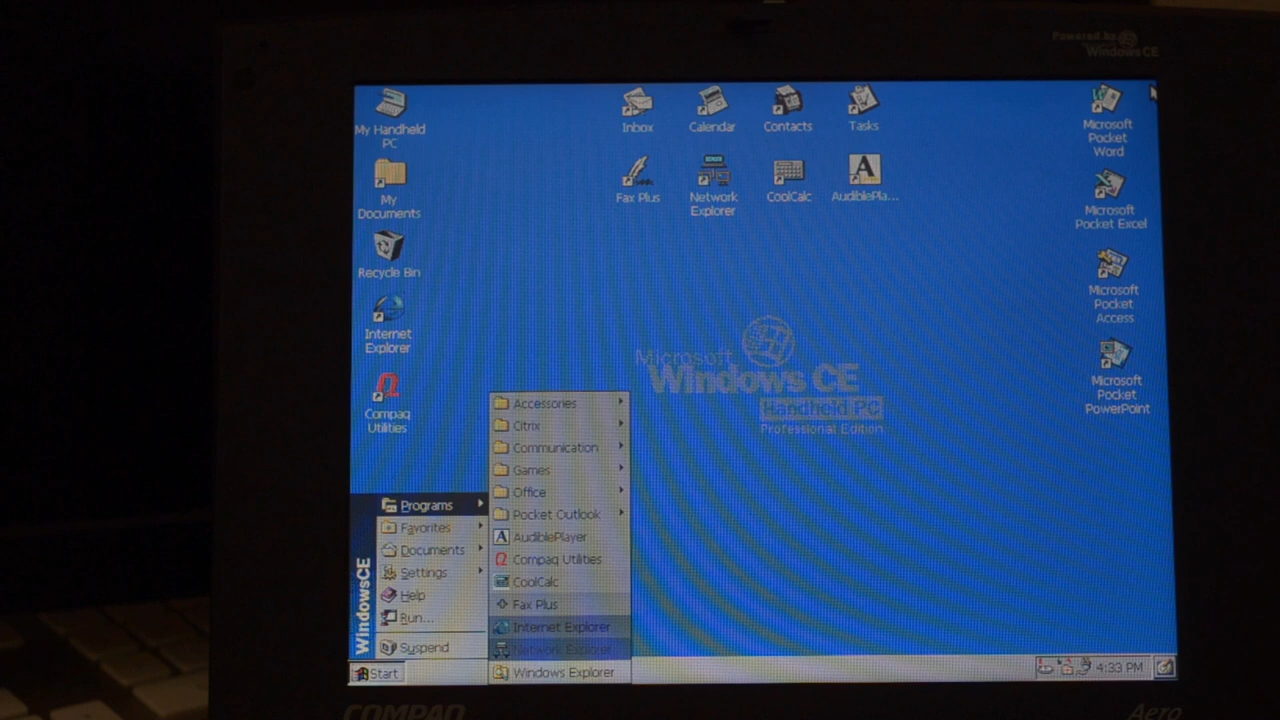 Powered by
Windows CE
My Handheld
PC
Inbox
Calendar
Contacts
Tasks
Microsoft
Pocket
Word
My
Documents
Fax Plus
Network
Explorer
CoolCalc
AudiblePla...
Microsoft
Pocket Excel
Recycle Bin
Internet
Explorer
Microsoft
Pocket
Access
Compaq
Utilities
Microsoft
Windows CE
Handheld PC
Professional Edition
Microsoft
Pocket
PowerPoint
Accessories
Citrix
Communication
Games
Office
Pocket Outlook
AudiblePlayer
Compaq Utilities
CoolCalc
Fax Plus
Internet Explorer
Network Explorer
Windows Explorer
Programs
Favorites
Documents
Settings
Help
Run...
Suspend
WindowsCE
Start
4:33 PM
COMPAQ
Aero